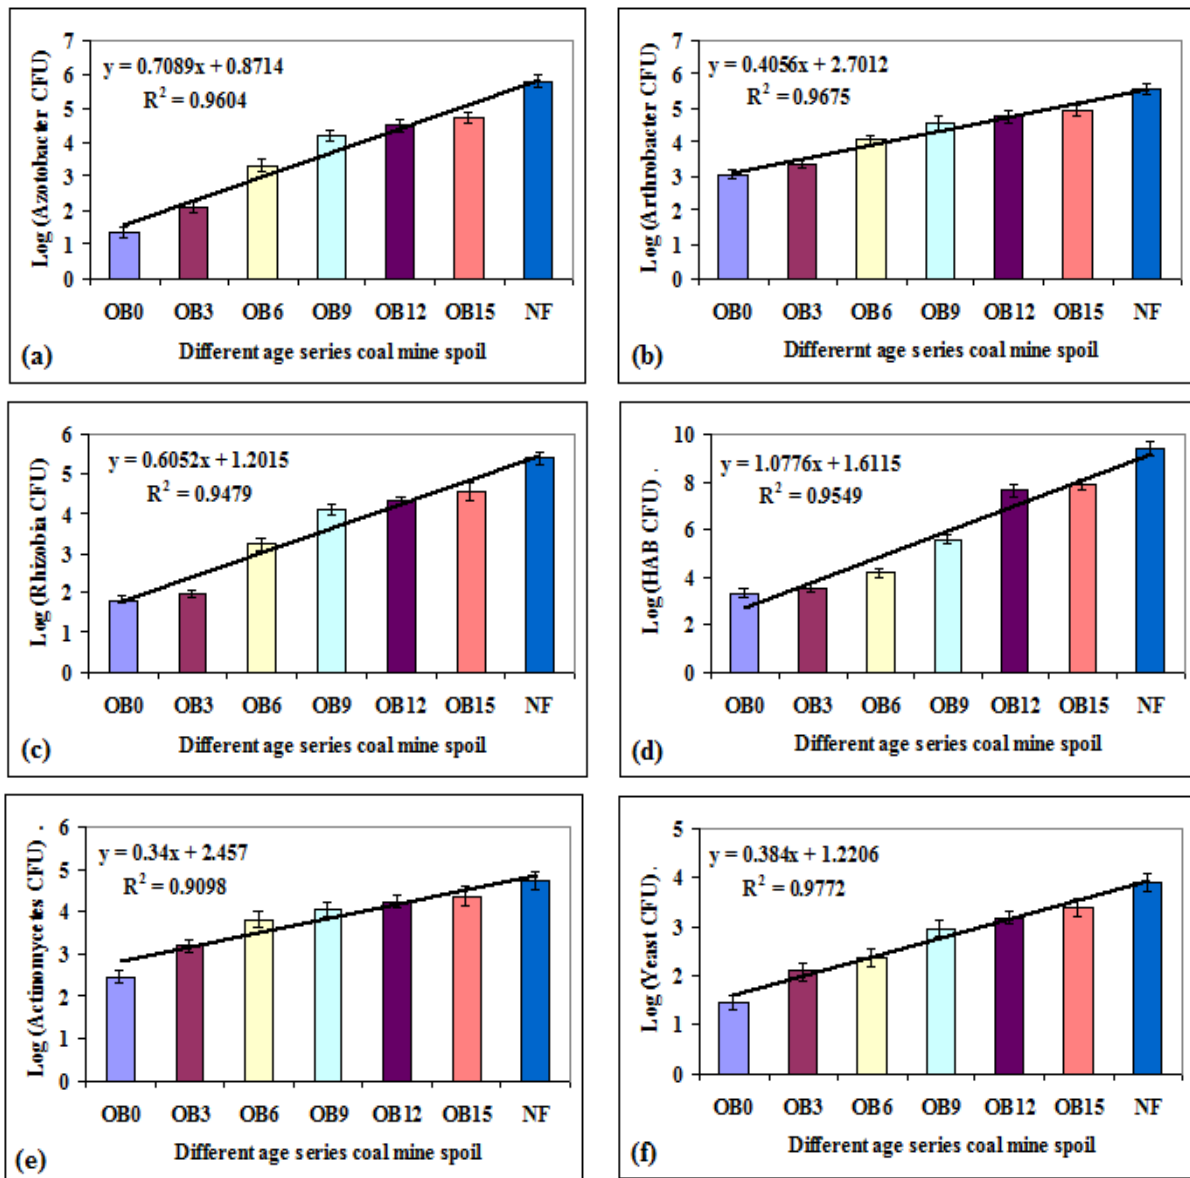 y = 0.7089x + 0.8714
R² = 0.9604
Log (Azotobacter CFU)
7
6
5
4
3
2
1
0
OB0 OB3 OB6 OB9 OB12 OB15 NF
(a) Different age series coal mine spoil
y = 0.4056x + 2.7012
R² = 0.9675
Log (Arthrobacter CFU)
7
6
5
4
3
2
1
0
OB0 OB3 OB6 OB9 OB12 OB15 NF
(b) Differernt age series coal mine spoil
y = 0.6052x + 1.2015
R² = 0.9479
Log (Rhizobia CFU)
6
5
4
3
2
1
0
OB0 OB3 OB6 OB9 OB12 OB15 NF
(c) Different age series coal mine spoil
y = 1.0776x + 1.6115
R² = 0.9549
Log (HAB CFU) .
10
8
6
4
2
0
OB0 OB3 OB6 OB9 OB12 OB15 NF
(d) Different age series coal mine spoil
y = 0.34x + 2.457
R² = 0.9098
Log (Actinomycetes CFU) .
6
5
4
3
2
1
0
OB0 OB3 OB6 OB9 OB12 OB15 NF
(e) Different age series coal mine spoil
y = 0.384x + 1.2206
R² = 0.9772
Log (Yeast CFU) .
5
4
3
2
1
0
OB0 OB3 OB6 OB9 OB12 OB15 NF
(f) Different age series coal mine spoil